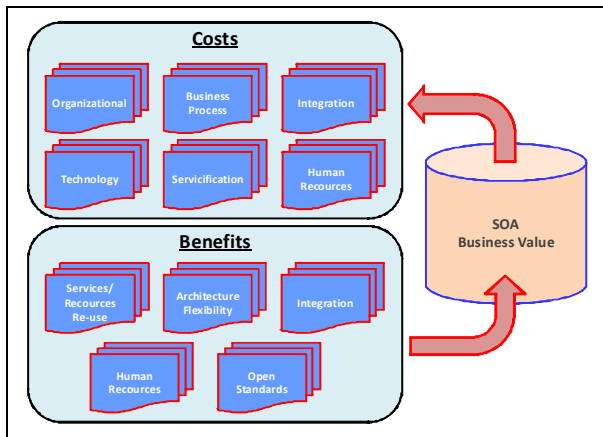 Costs
Organizational
Business
Process
Integration
Technology
Servicification
Human
Recources
SOA
Business Value
Benefits
Services/
Recources
Re-use
Architecture
Flexibility
Integration
Human
Recources
Open
Standards